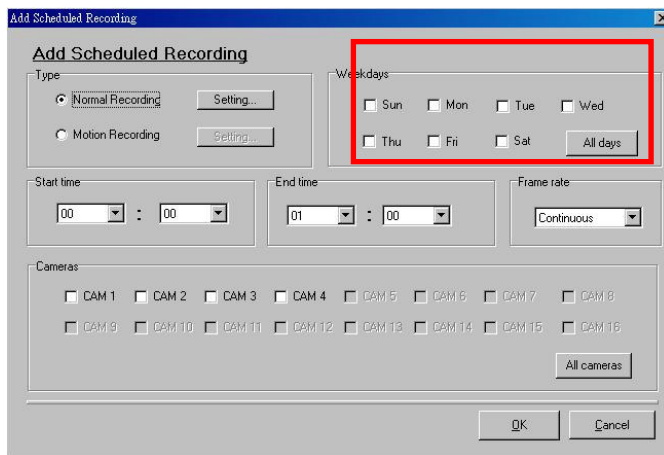 Add Scheduled Recording
Add Scheduled Recording
Type
Normal Recording Setting...
Motion Recording Setting...
Weekdays
Sun Mon Tue Wed
Thu Fri Sat All days
Start time
00 : 00
End time
01 : 00
Frame rate
Continuous
Cameras
CAM 1 CAM 2 CAM 3 CAM 4 CAM 5 CAM 6 CAM 7 CAM 8
CAM 9 CAM 10 CAM 11 CAM 12 CAM 13 CAM 14 CAM 15 CAM 16
All cameras
OK Cancel